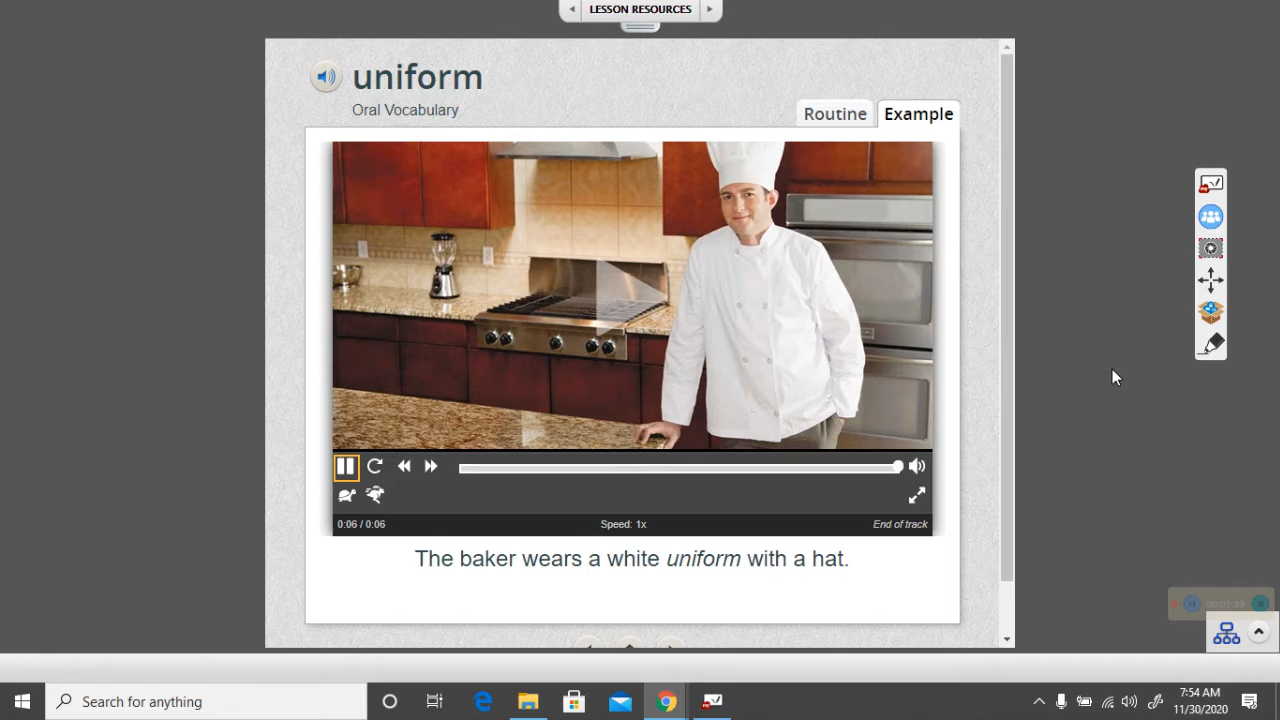 LESSON RESOURCES
uniform
Oral Vocabulary
Routine
Example
0:06 / 0:06
Speed: 1x
End of track
The baker wears a white uniform with a hat.
Search for anything
7:54 AM
11/30/2020